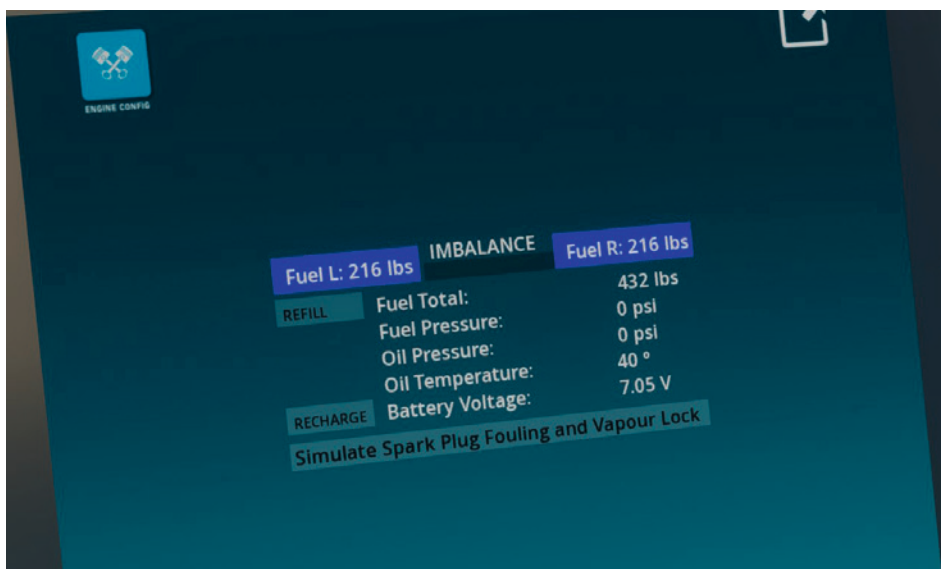 ENGINE CONFIG
IMBALANCE
Fuel L: 216 lbs
Fuel R: 216 lbs
REFILL
Fuel Total: 432 lbs
Fuel Pressure: 0 psi
Oil Pressure: 0 psi
Oil Temperature: 40 º
RECHARGE
Battery Voltage: 7.05 V
Simulate Spark Plug Fouling and Vapour Lock